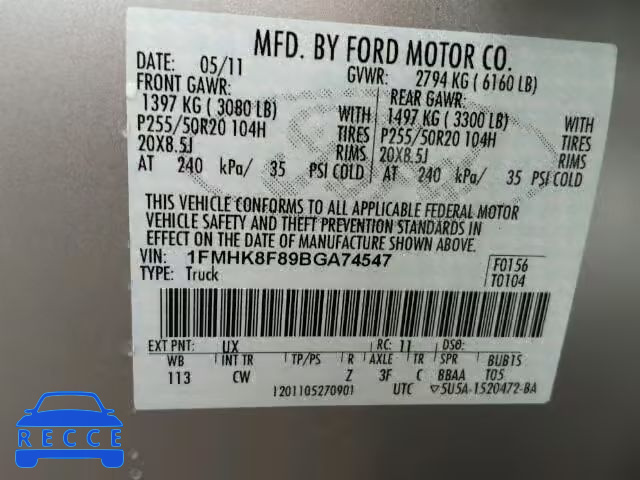 MFD. BY FORD MOTOR CO.
DATE: 05/11 GVWR: 2794 KG ( 6160 LB)
FRONT GAWR: REAR GAWR:
1397 KG ( 3080 LB) WITH 1497 KG ( 3300 LB) WITH
P255/50R20 104H TIRES P255/50R20 104H TIRES
20X8.5J RIMS 20X8.5J RIMS
AT 240 kPa/ 35 PSI COLD AT 240 kPa/ 35 PSI COLD
THIS VEHICLE CONFORMS TO ALL APPLICABLE FEDERAL MOTOR
VEHICLE SAFETY AND THEFT PREVENTION STANDARDS IN
EFFECT ON THE DATE OF MANUFACTURE SHOWN ABOVE.
VIN: 1FMHK8F89BGA74547 F0156
TYPE: Truck T0104
EXT PNT: UX RC: 11 DSO:
WB INT TR TP/PS R AXLE TR SPR BUB15
113 CW Z 3F C BBAA T05
1201105270901 UTC ▽5U5A-1520472-BA
RECCE